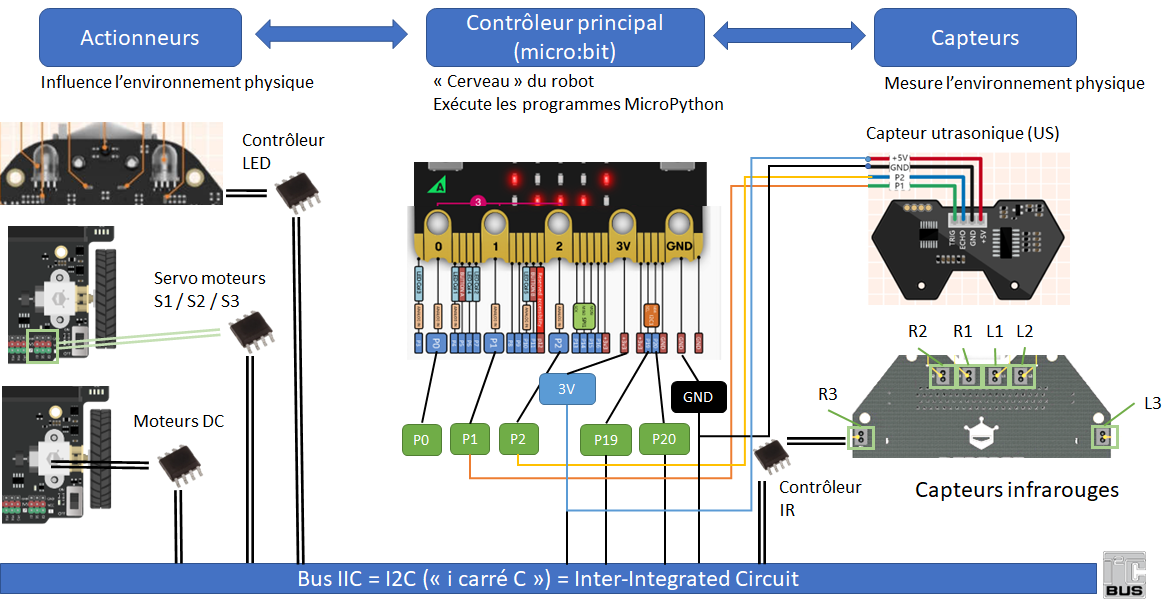 Actionneurs
Contrôleur principal
(micro:bit)
Capteurs
Influence l’environnement physique
« Cerveau » du robot
Exécute les programmes MicroPython
Mesure l’environnement physique
Contrôleur
LED
Capteur utrasonique (US)
+5V
GND
P2
P1
TRIG
ECHO
GND
+5V
3
0
1
2
3V
GND
Servo moteurs
S1 / S2 / S3
P0
P1
P2
3V
GND
R2
R1
L1
L2
R3
L3
Moteurs DC
P0
P1
P2
P19
P20
Contrôleur
IR
Capteurs infrarouges
Bus IIC = I2C (« i carré C ») = Inter-Integrated Circuit
I²C
BUS